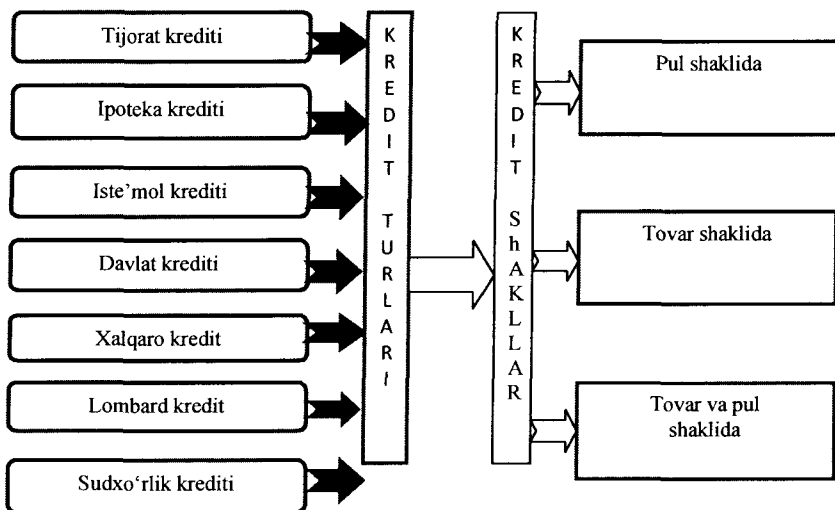 Tijorat krediti
Ipoteka krediti
Iste’mol krediti
Davlat krediti
Xalqaro kredit
Lombard kredit
Sudxo‘rlik krediti
KREDIT TURLARI
KREDIT ShAKLLLAR
Pul shaklida
Tovar shaklida
Tovar va pul
shaklida